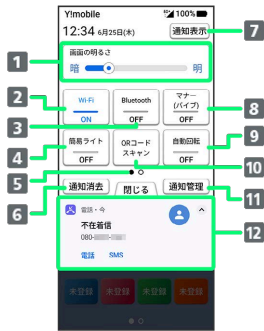 Y!mobile 4G 100%
12:34 6月25日(木) 通知表示
7
画面の明るさ
1
暗 明
2
Wi-Fi
ON
Bluetooth
OFF
マナー
(バイブ)
OFF
8
3
簡易ライト
OFF
QRコード
スキャン
自動回転
OFF
9
4
10
5
通知消去 閉じる 通知管理
6
11
電話・今
不在着信
080-
電話 SMS
12
未登録 未登録 未登録 未登録